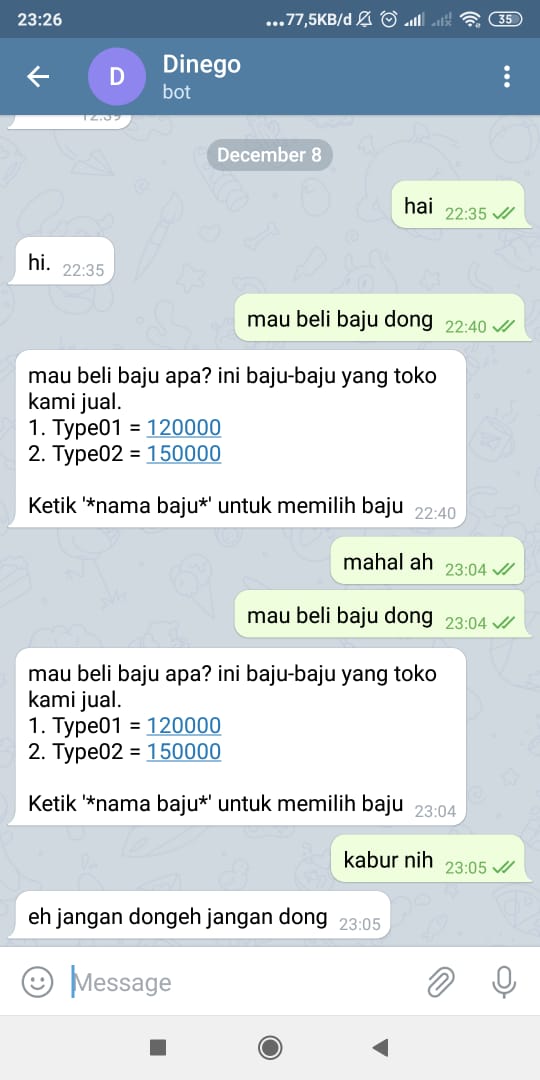 23:26
...77,5KB/d
35
D
Dinego
bot
12:39
December 8
hai 22:35
hi. 22:35
mau beli baju dong 22:40
mau beli baju apa? ini baju-baju yang toko
kami jual.
1. Type01 = 120000
2. Type02 = 150000
Ketik '*nama baju*' untuk memilih baju 22:40
mahal ah 23:04
mau beli baju dong 23:04
mau beli baju apa? ini baju-baju yang toko
kami jual.
1. Type01 = 120000
2. Type02 = 150000
Ketik '*nama baju*' untuk memilih baju 23:04
kabur nih 23:05
eh jangan dongeh jangan dong 23:05
Message